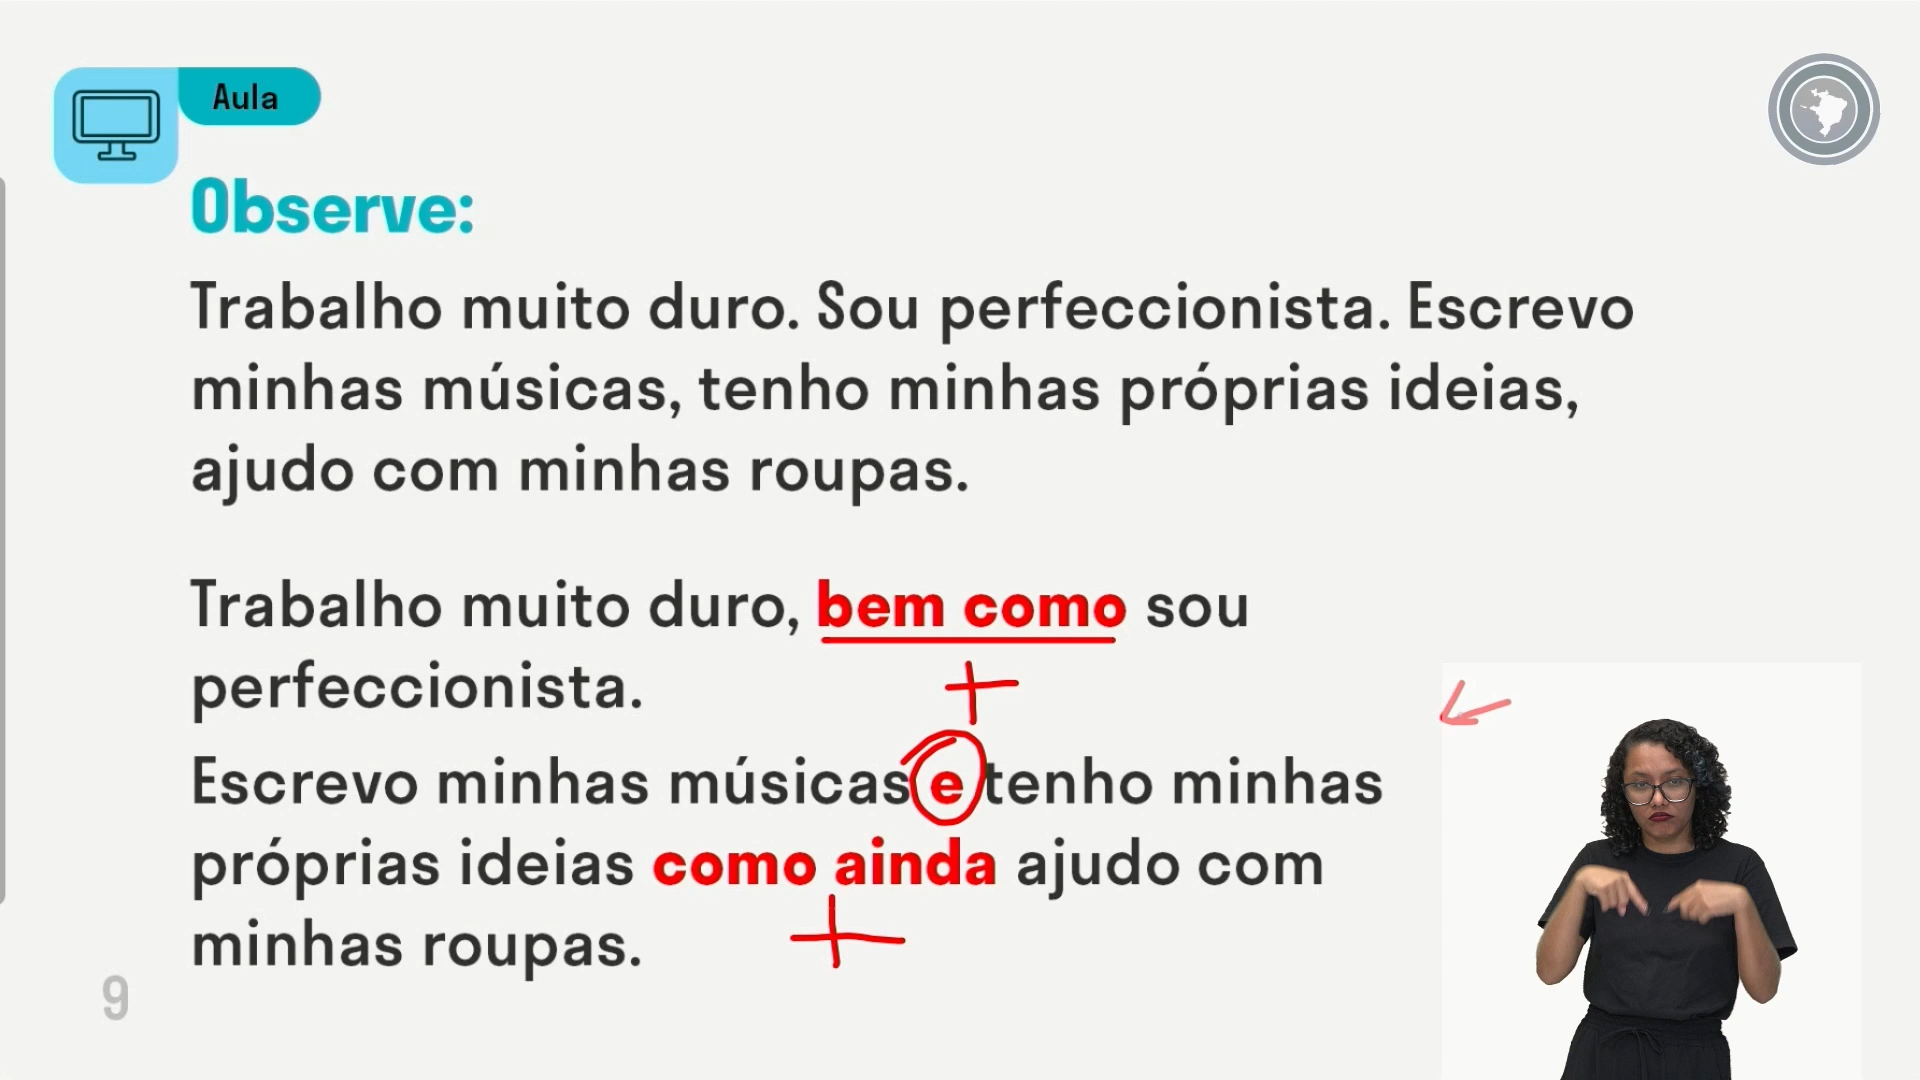 Aula
Observe:
Trabalho muito duro. Sou perfeccionista. Escrevo
minhas músicas, tenho minhas próprias ideias,
ajudo com minhas roupas.
Trabalho muito duro, bem como sou
perfeccionista.
+
Escrevo minhas músicas e tenho minhas
próprias ideias como ainda ajudo com
minhas roupas.
+
9